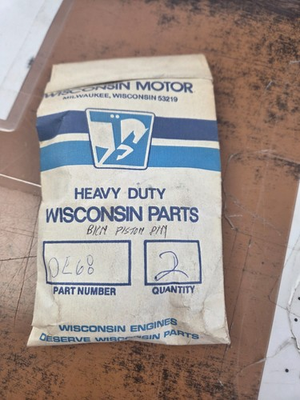 WISCONSIN MOTOR
MILWAUKEE, WISCONSIN 53219
HEAVY DUTY
WISCONSIN PARTS
PISTON PIN
DE68 2
PART NUMBER QUANTITY
WISCONSIN ENGINES
DESERVE WISCONSIN PARTS